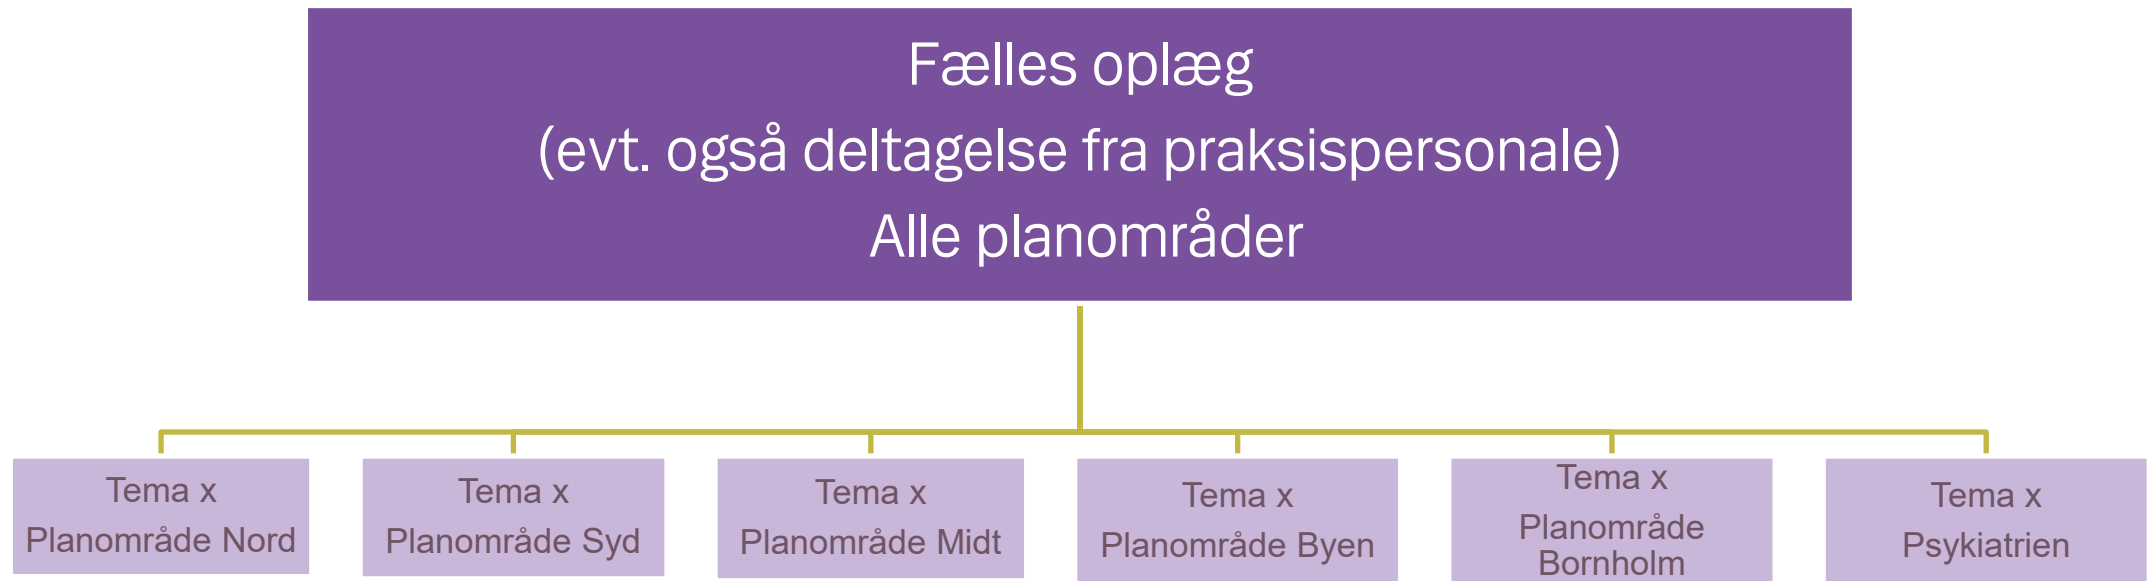 Fælles oplæg
(evt. også deltagelse fra praksispersonale)
Alle planområder
Tema x
Planområde Nord
Tema x
Planområde Syd
Tema x
Planområde Midt
Tema x
Planområde Byen
Tema x
Planområde
Bornholm
Tema x
Psykiatrien